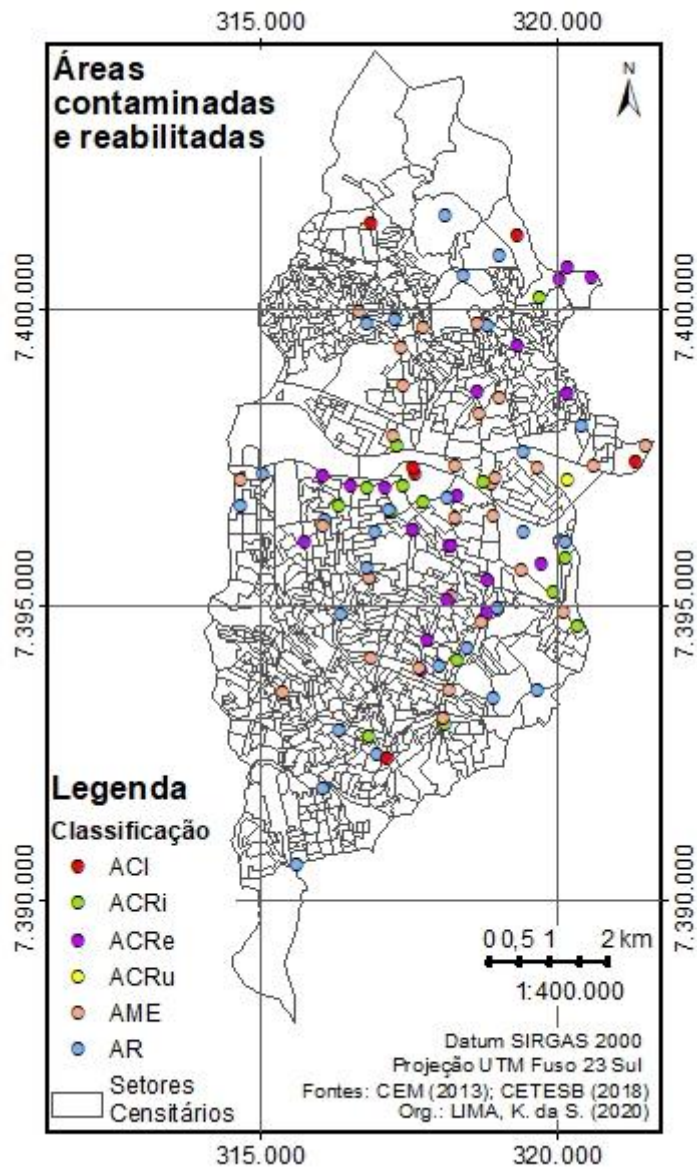 315.000 320.000
Áreas
contaminadas
e reabilitadas
N
7.400.000 7.400.000
7.395.000 7.395.000
7.390.000 7.390.000
Legenda
Classificação
ACI
ACRi
ACRe
ACRu
AME
AR
Setores
Censitários
0 0,5 1 2 km
1:400.000
Datum SIRGAS 2000
Projeção UTM Fuso 23 Sul
Fontes: CEM (2013); CETESB (2018)
Org.: LIMA, K. da S. (2020)
315.000 320.000